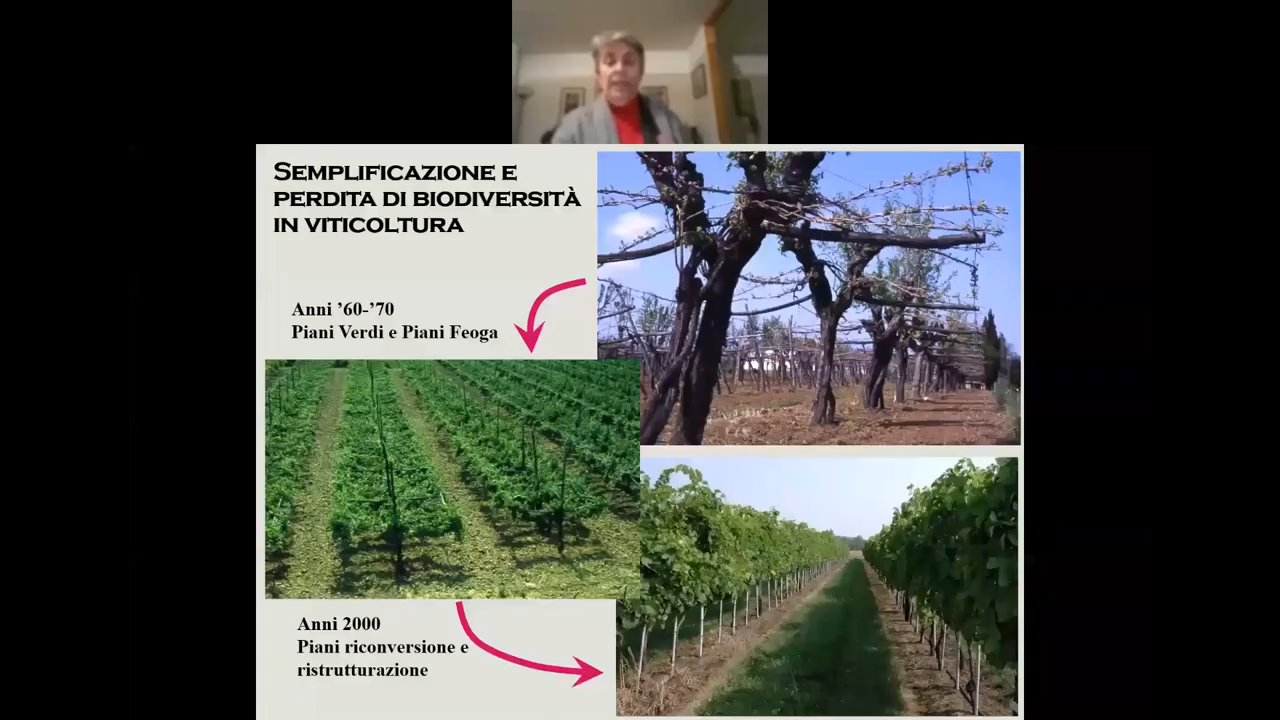 SEMPLIFICAZIONE E
PERDITA DI BIODIVERSITÀ
IN VITICOLTURA
Anni ’60-’70
Piani Verdi e Piani Feoga
Anni 2000
Piani riconversione e
ristrutturazione